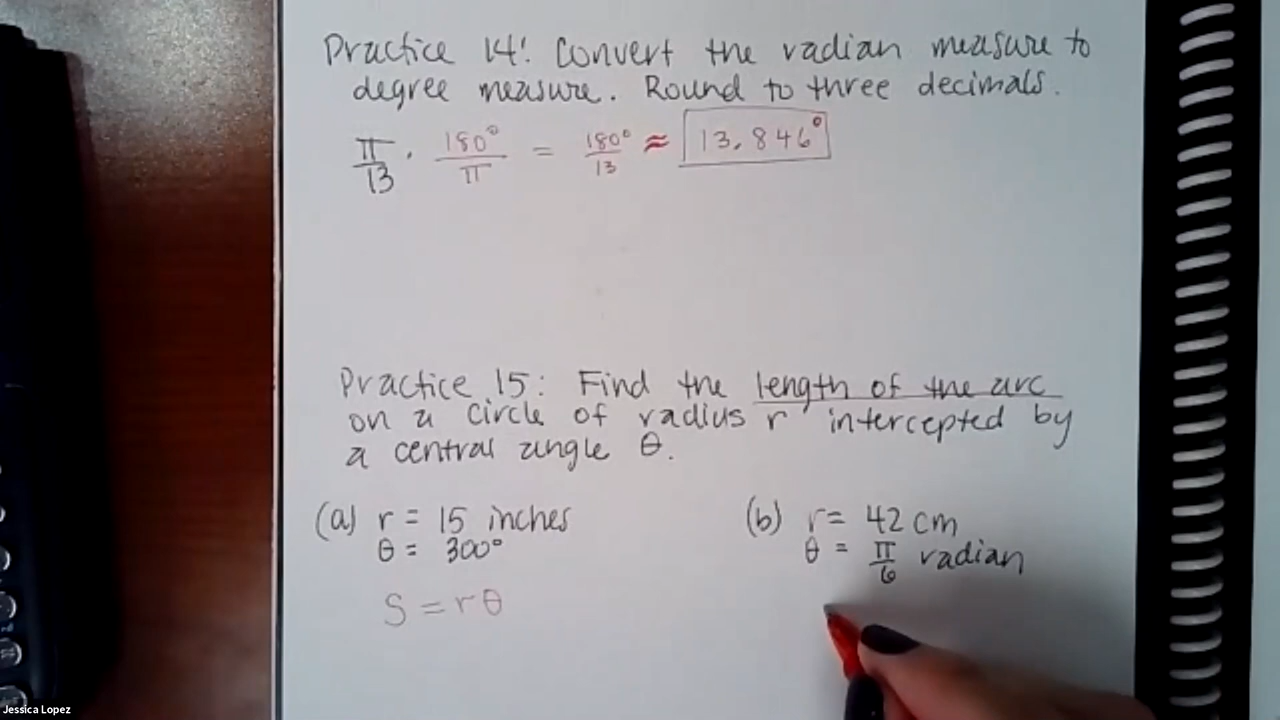 Practice 14: Convert the radian measure to
degree measure. Round to three decimals.
π/13 · 180°/π = 180°/13 ≈ 13.846°
Practice 15: Find the length of the arc
on a circle of radius r intercepted by
a central angle θ.
(a) r = 15 inches
θ = 300°
S = rθ
(b) r = 42 cm
θ = π/6 radian
Jessica Lopez